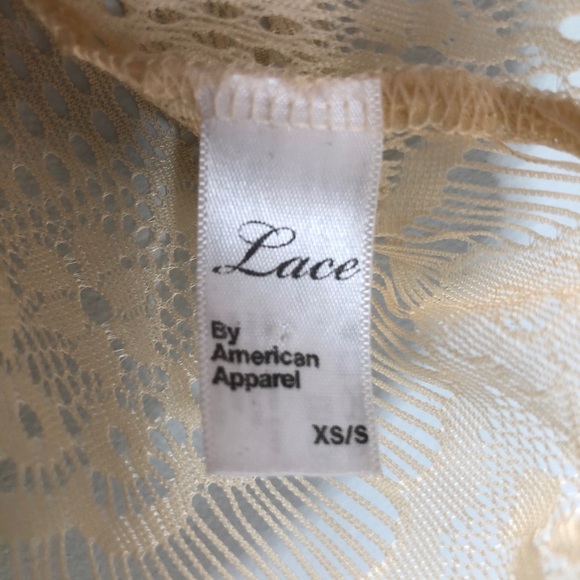 Lace
By
American
Apparel
XS/S